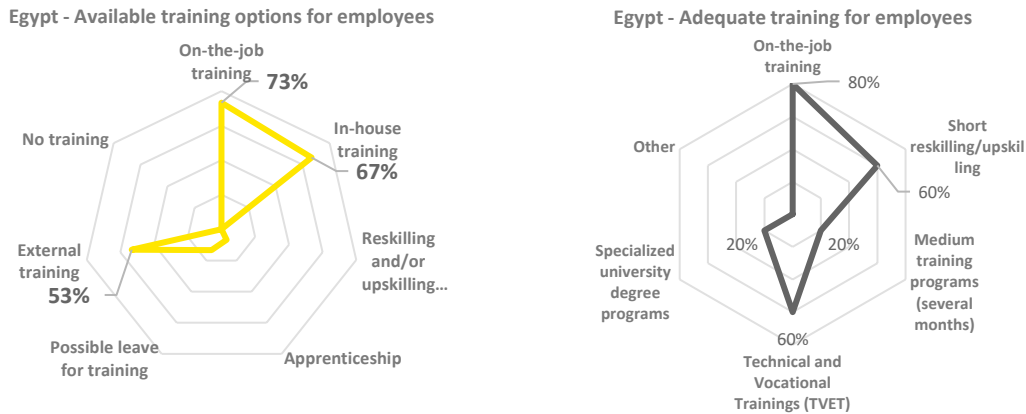 Egypt - Available training options for employees
On-the-job
training
73%
In-house
training
67%
Reskilling
and/or
upskilling...
Apprenticeship
Possible leave
for training
External
training
53%
No training
Egypt - Adequate training for employees
On-the-job
training
80%
Short
reskilling/upskil
ling
60%
Medium
training
programs
(several
months)
20%
60%
Technical and
Vocational
Trainings (TVET)
20%
Specialized
university
degree
programs
Other